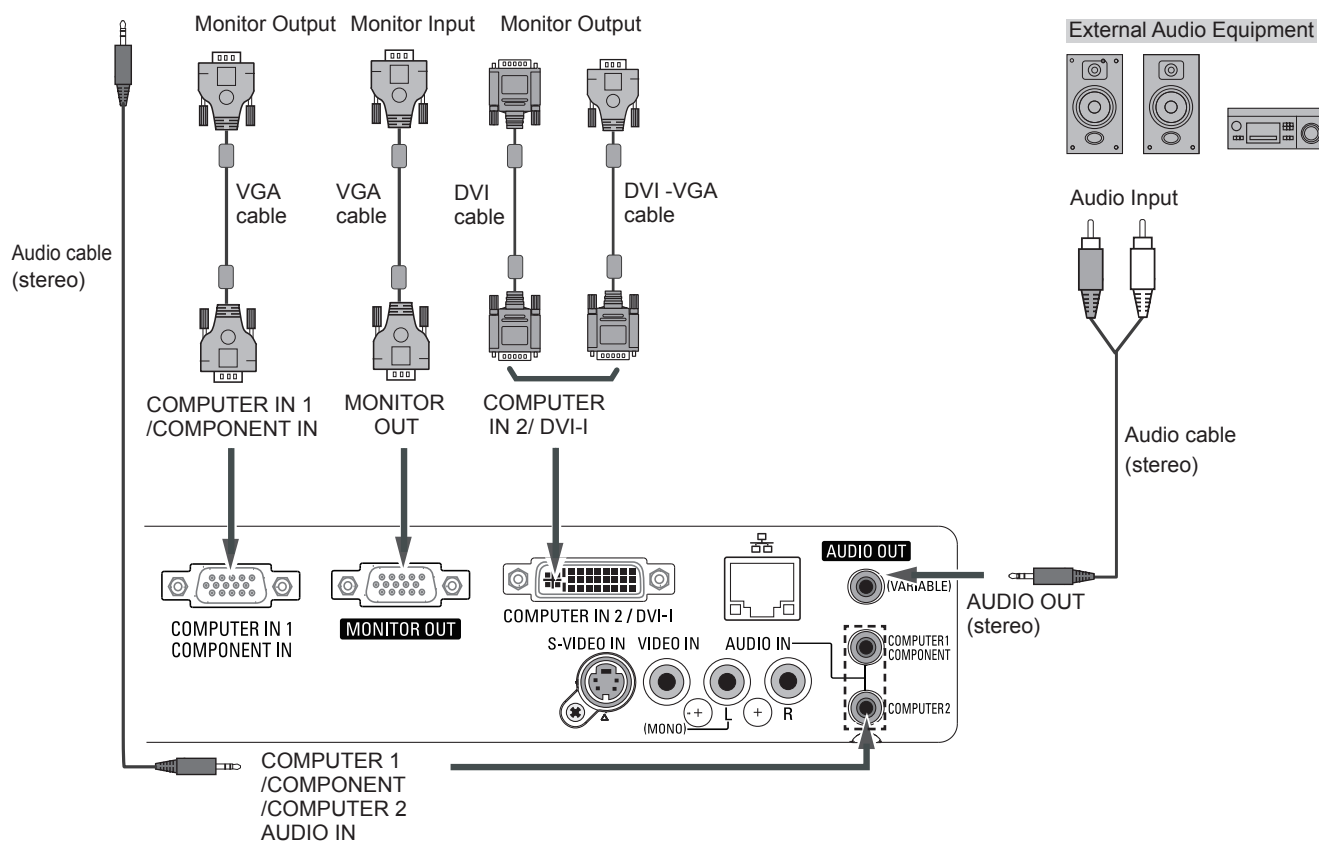 Monitor Output
Monitor Input
Monitor Output
External Audio Equipment
VGA
cable
VGA
cable
DVI
cable
DVI -VGA
cable
Audio Input
Audio cable
(stereo)
COMPUTER IN 1
/COMPONENT IN
MONITOR
OUT
COMPUTER
IN 2/ DVI-I
Audio cable
(stereo)
AUDIO OUT
(VARIABLE)
AUDIO OUT
(stereo)
COMPUTER IN 1
COMPONENT IN
MONITOR OUT
COMPUTER IN 2 / DVI-I
S-VIDEO IN
VIDEO IN
AUDIO IN
COMPUTER1
COMPONENT
COMPUTER2
(MONO)
L
R
COMPUTER 1
/COMPONENT
/COMPUTER 2
AUDIO IN